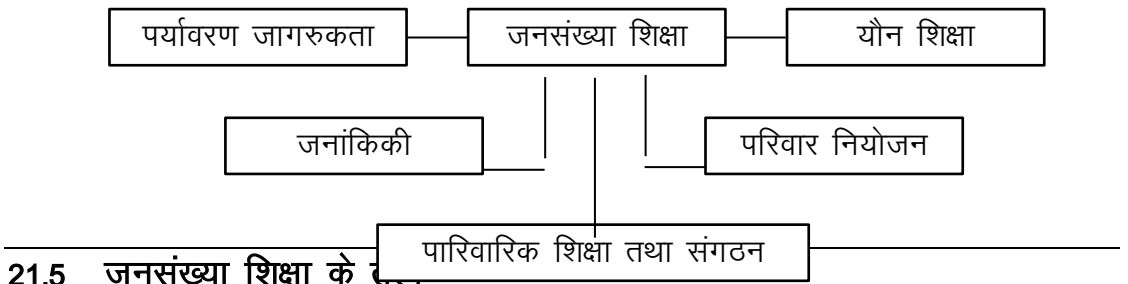 पर्यावरण जागरुकता जनसंख्या शिक्षा यौन शिक्षा
जनांकिकी परिवार नियोजन
पारिवारिक शिक्षा तथा संगठन
21.5 जनसंख्या शिक्षा के